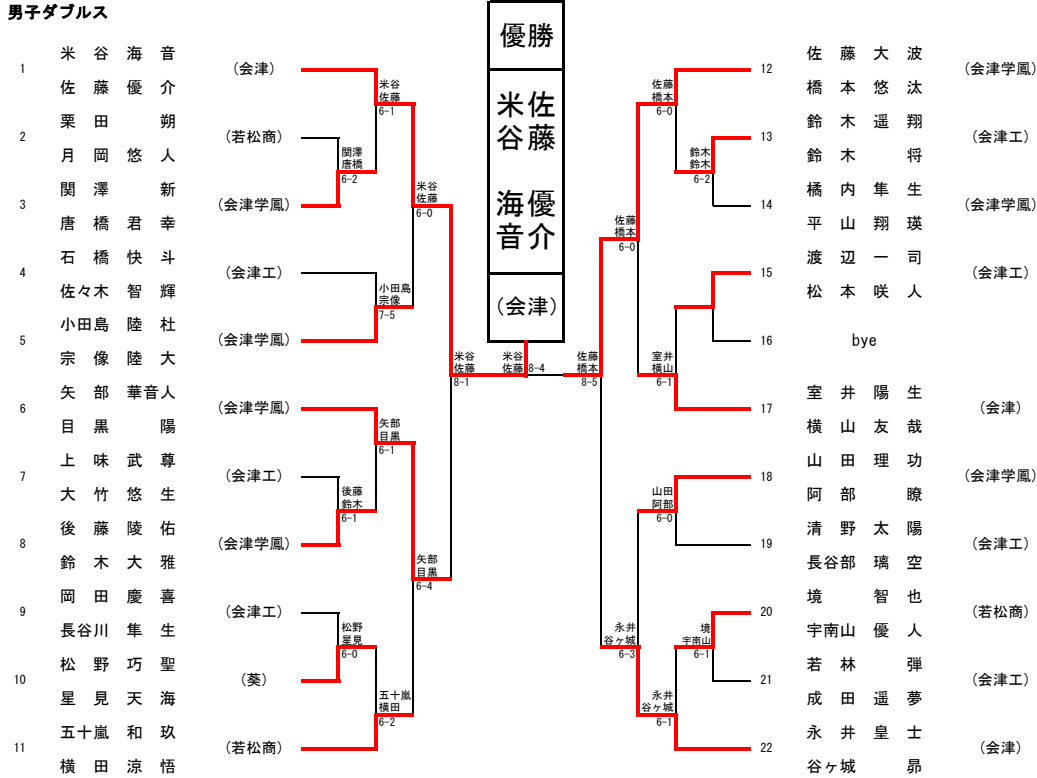 男子ダブルス
優勝
米谷 海音
佐藤 優介
(会津)
1
米谷海音
佐藤優介
(会津)
2
栗田朔
月岡悠人
(若松商)
3
関澤新
唐橋君幸
(会津学鳳)
4
石橋快斗
佐々木智輝
(会津工)
5
小田島陸杜
宗像陸大
(会津学鳳)
6
矢部華音人
目黒陽
(会津学鳳)
7
上味武尊
大竹悠生
(会津工)
8
後藤陵佑
鈴木大雅
(会津学鳳)
9
岡田慶喜
長谷川隼生
(会津工)
10
松野巧聖
星見天海
(葵)
11
五十嵐和玖
横田涼悟
(若松商)
米谷
佐藤
6-1
関澤
唐橋
6-2
米谷
佐藤
6-0
小田島
宗像
7-5
米谷
佐藤
8-1
矢部
目黒
6-1
後藤
鈴木
6-1
矢部
目黒
6-4
松野
星見
6-0
五十嵐
横田
6-2
米谷
佐藤
8-4
佐藤
橋本
8-5
佐藤
橋本
6-0
鈴木
鈴木
6-2
佐藤
橋本
6-0
室井
横山
6-1
山田
阿部
6-0
永井
谷ヶ城
6-3
境
宇南山
6-1
永井
谷ヶ城
6-1
12
佐藤大波
橋本悠汰
(会津学鳳)
13
鈴木遥翔
鈴木将
(会津工)
14
橘内隼生
平山翔瑛
(会津学鳳)
15
渡辺一司
松本咲人
(会津工)
16
bye
17
室井陽生
横山友哉
(会津)
18
山田理功
阿部瞭
(会津学鳳)
19
清野太陽
長谷部璃空
(会津工)
20
境智也
宇南山優人
(若松商)
21
若林弾
成田遥夢
(会津工)
22
永井皇士
谷ヶ城昴
(会津)